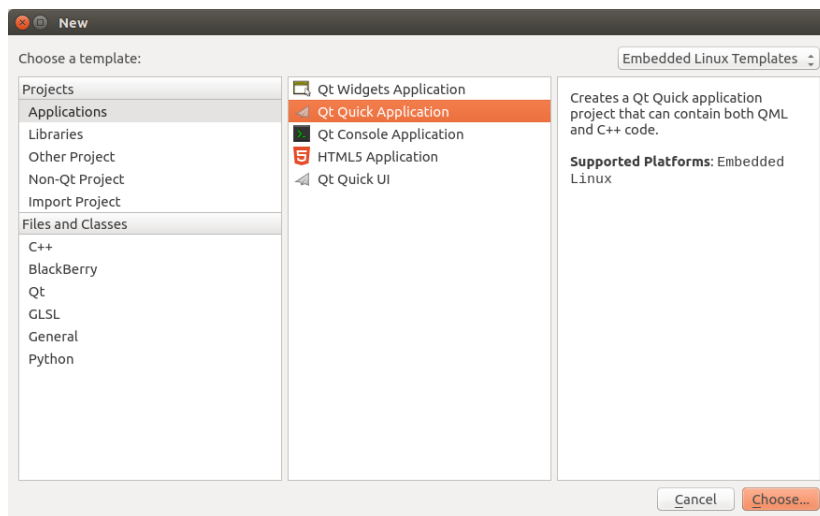 New
Choose a template:
Embedded Linux Templates
Projects
Applications
Libraries
Other Project
Non-Qt Project
Import Project
Files and Classes
C++
BlackBerry
Qt
GLSL
General
Python
Qt Widgets Application
Qt Quick Application
Qt Console Application
HTML5 Application
Qt Quick UI
Creates a Qt Quick application
project that can contain both QML
and C++ code.
Supported Platforms: Embedded
Linux
Cancel
Choose...